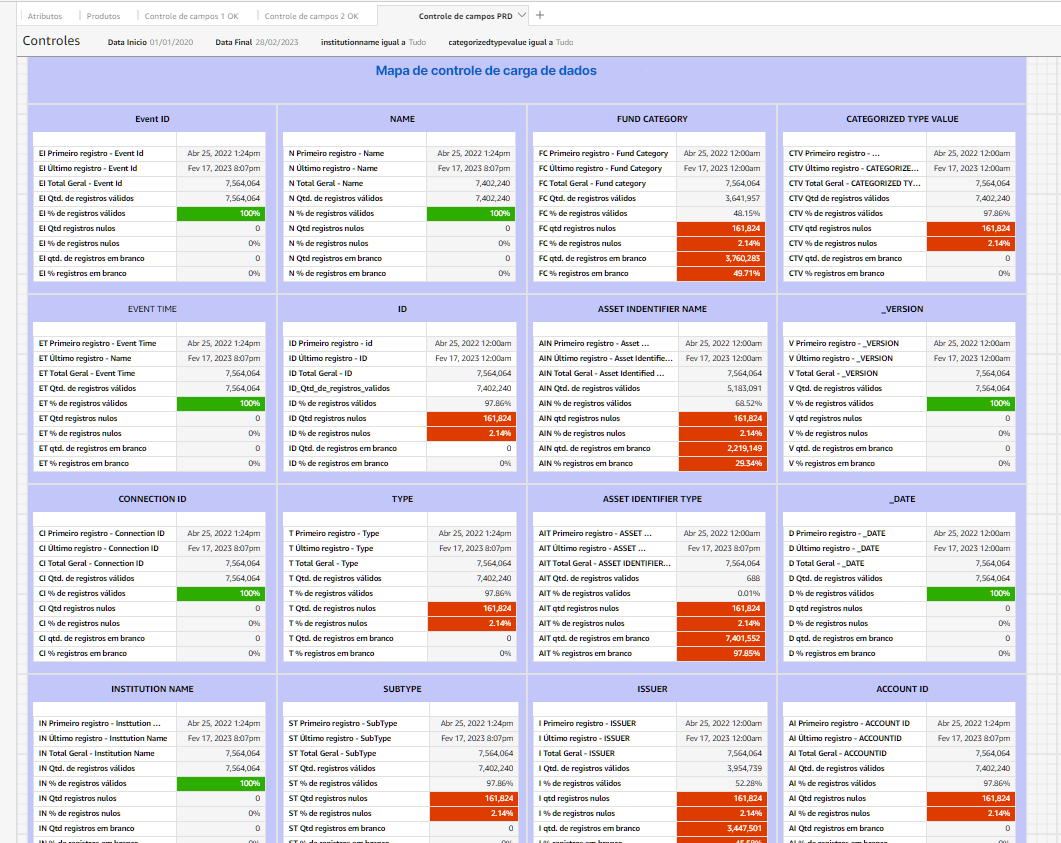 Atributos
Produtos
Controle de campos 1 OK
Controle de campos 2 OK
Controle de campos PRD
Controles
Data Inicio 01/01/2020
Data Final 28/02/2023
institutionname igual a Tudo
categorizedtypevalue igual a Tudo
Mapa de controle de carga de dados
Event ID
EI Primeiro registro - Event Id Abr 25, 2022 1:24pm
EI Último registro - Event Id Fev 17, 2023 8:07pm
EI Total Geral - Event Id 7,564,064
EI Qtd. de registros válidos 7,564,064
EI % de registros válidos 100%
EI Qtd registros nulos 0
EI % de registros nulos 0%
EI qtd. de registros em branco 0
EI % registros em branco 0%
NAME
N Primeiro registro - Name Abr 25, 2022 1:24pm
N Último registro - Name Fev 17, 2023 8:07pm
N Total Geral - Name 7,402,240
N Qtd. de registros válidos 7,402,240
N % de registros válidos 100%
N Qtd registros nulos 0
N % de registros nulos 0%
N Qtd registros em branco 0
N % de registros em branco 0%
FUND CATEGORY
FC Primeiro registro - Fund Category Abr 25, 2022 12:00am
FC Último registro - Fund Category Fev 17, 2023 12:00am
FC Total Geral - Fund category 7,564,064
FC Qtd. de registros válidos 3,641,957
FC % de registros válidos 48.15%
FC qtd registros nulos 161,824
FC % de registros nulos 2.14%
FC qtd. de registros em branco 3,760,283
FC % registros em branco 49.71%
CATEGORIZED TYPE VALUE
CTV Primeiro registro - ... Abr 25, 2022 12:00am
CTV Último registro - CATEGORIZE... Fev 17, 2023 12:00am
CTV Total Geral - CATEGORIZED TY... 7,564,064
CTV Qtd de registros válidos 7,402,240
CTV % de registros válidos 97.86%
CTV qtd registros nulos 161,824
CTV % de registros nulos 2.14%
CTV qtd. de registros em branco 0
CTV % registros em branco 0%
EVENT TIME
ET Primeiro registro - Event Time Abr 25, 2022 1:24pm
ET Último registro - Name Fev 17, 2023 8:07pm
ET Total Geral - Event Time 7,564,064
ET Qtd. de registros válidos 7,564,064
ET % de registros válidos 100%
ET Qtd registros nulos 0
ET % de registros nulos 0%
ET qtd. de registros em branco 0
ET % registros em branco 0%
ID
ID Primeiro registro - id Abr 25, 2022 12:00am
ID Último registro - ID Fev 17, 2023 12:00am
ID Total Geral - ID 7,564,064
ID_Qtd_de_registros_validos 7,402,240
ID % de registros válidos 97.86%
ID Qtd registros nulos 161,824
ID % de registros nulos 2.14%
ID Qtd. de registros em branco 0
ID % registros em branco 0%
ASSET INDENTIFIER NAME
AIN Primeiro registro - Asset ... Abr 25, 2022 12:00am
AIN Último registro - Asset Identifie... Fev 17, 2023 12:00am
AIN Total Geral - Asset Identified ... 7,564,064
AIN Qtd. de registros válidos 5,183,091
AIN % de registros válidos 68.52%
AIN qtd registros nulos 161,824
AIN % de registros nulos 2.14%
AIN qtd. de registros em branco 2,219,149
AIN % registros em branco 29.34%
_VERSION
V Primeiro registro - _VERSION Abr 25, 2022 12:00am
V Último registro - _VERSION Fev 17, 2023 12:00am
V Total Geral - _VERSION 7,564,064
V Qtd. de registros válidos 7,564,064
V % de registros válidos 100%
V qtd registros nulos 0
V % de registros nulos 0%
V qtd. de registros em branco 0
V % registros em branco 0%
CONNECTION ID
CI Primeiro registro - Connection ID Abr 25, 2022 1:24pm
CI Último registro - Connection ID Fev 17, 2023 8:07pm
CI Total Geral - Connection ID 7,564,064
CI Qtd. de registros válidos 7,564,064
CI % de registros válidos 100%
CI Qtd registros nulos 0
CI % de registros nulos 0%
CI qtd. de registros em branco 0
CI % registros em branco 0%
TYPE
T Primeiro registro - Type Abr 25, 2022 1:24pm
T Último registro - Type Fev 17, 2023 8:07pm
T Total Geral - Type 7,564,064
T Qtd. de registros válidos 7,402,240
T % de registros válidos 97.86%
T Qtd. de registros nulos 161,824
T % de registros nulos 2.14%
T Qtd. de registros em branco 0
T % registros em branco 0%
ASSET IDENTIFIER TYPE
AIT Primeiro registro - ASSET ... Abr 25, 2022 12:00am
AIT Último registro - ASSET ... Fev 17, 2023 8:07pm
AIT Total Geral - ASSET IDENTIFIER... 7,564,064
AIT Qtd. de registros validos 688
AIT % de registros válidos 0.01%
AIT qtd registros nulos 161,824
AIT % de registros nulos 2.14%
AIT qtd. de registros em branco 7,401,552
AIT % registros em branco 97.85%
_DATE
D Primeiro registro - _DATE Abr 25, 2022 12:00am
D Último registro - _DATE Fev 17, 2023 12:00am
D Total Geral - _DATE 7,564,064
D Qtd. de registros válidos 7,564,064
D % de registros válidos 100%
D qtd registros nulos 0
D % de registros nulos 0%
D qtd. de registros em branco 0
D % registros em branco 0%
INSTITUTION NAME
IN Primeiro registro - Insttution ... Abr 25, 2022 1:24pm
IN Último registro - Insttution Name Fev 17, 2023 8:07pm
IN Total Geral - Institution Name 7,564,064
IN Qtd. de registros válidos 7,564,064
IN % de registros válidos 100%
IN Qtd registros nulos 0
IN % de registros nulos 0%
IN Qtd registros em branco 0
SUBTYPE
ST Primeiro registro - SubType Abr 25, 2022 1:24pm
ST Último registro - SubType Fev 17, 2023 8:07pm
ST Total Geral - SubType 7,564,064
ST Qtd. registros válidos 7,402,240
ST % de registros válidos 97.86%
ST Qtd registros nulos 161,824
ST % de registros nulos 2.14%
ST Qtd registros em branco 0
ISSUER
I Primeiro registro - ISSUER Abr 25, 2022 12:00am
I Último registro - ISSUER Fev 17, 2023 12:00am
I Total Geral - ISSUER 7,564,064
I Qtd. de registros válidos 3,954,739
I % de registros válidos 52.28%
I qtd registros nulos 161,824
I % de registros nulos 2.14%
I qtd. de registros em branco 3,447,501
ACCOUNT ID
AI Primeiro registro - ACCOUNT ID Abr 25, 2022 1:24pm
AI Último registro - ACCOUNTID Fev 17, 2023 8:07pm
AI Total Geral - ACCOUNTID 7,564,064
AI Qtd. de registros válidos 7,402,240
AI % de registros válidos 97.86%
AI Qtd registros nulos 161,824
AI % de registros nulos 2.14%
AI Qtd registros em branco 0